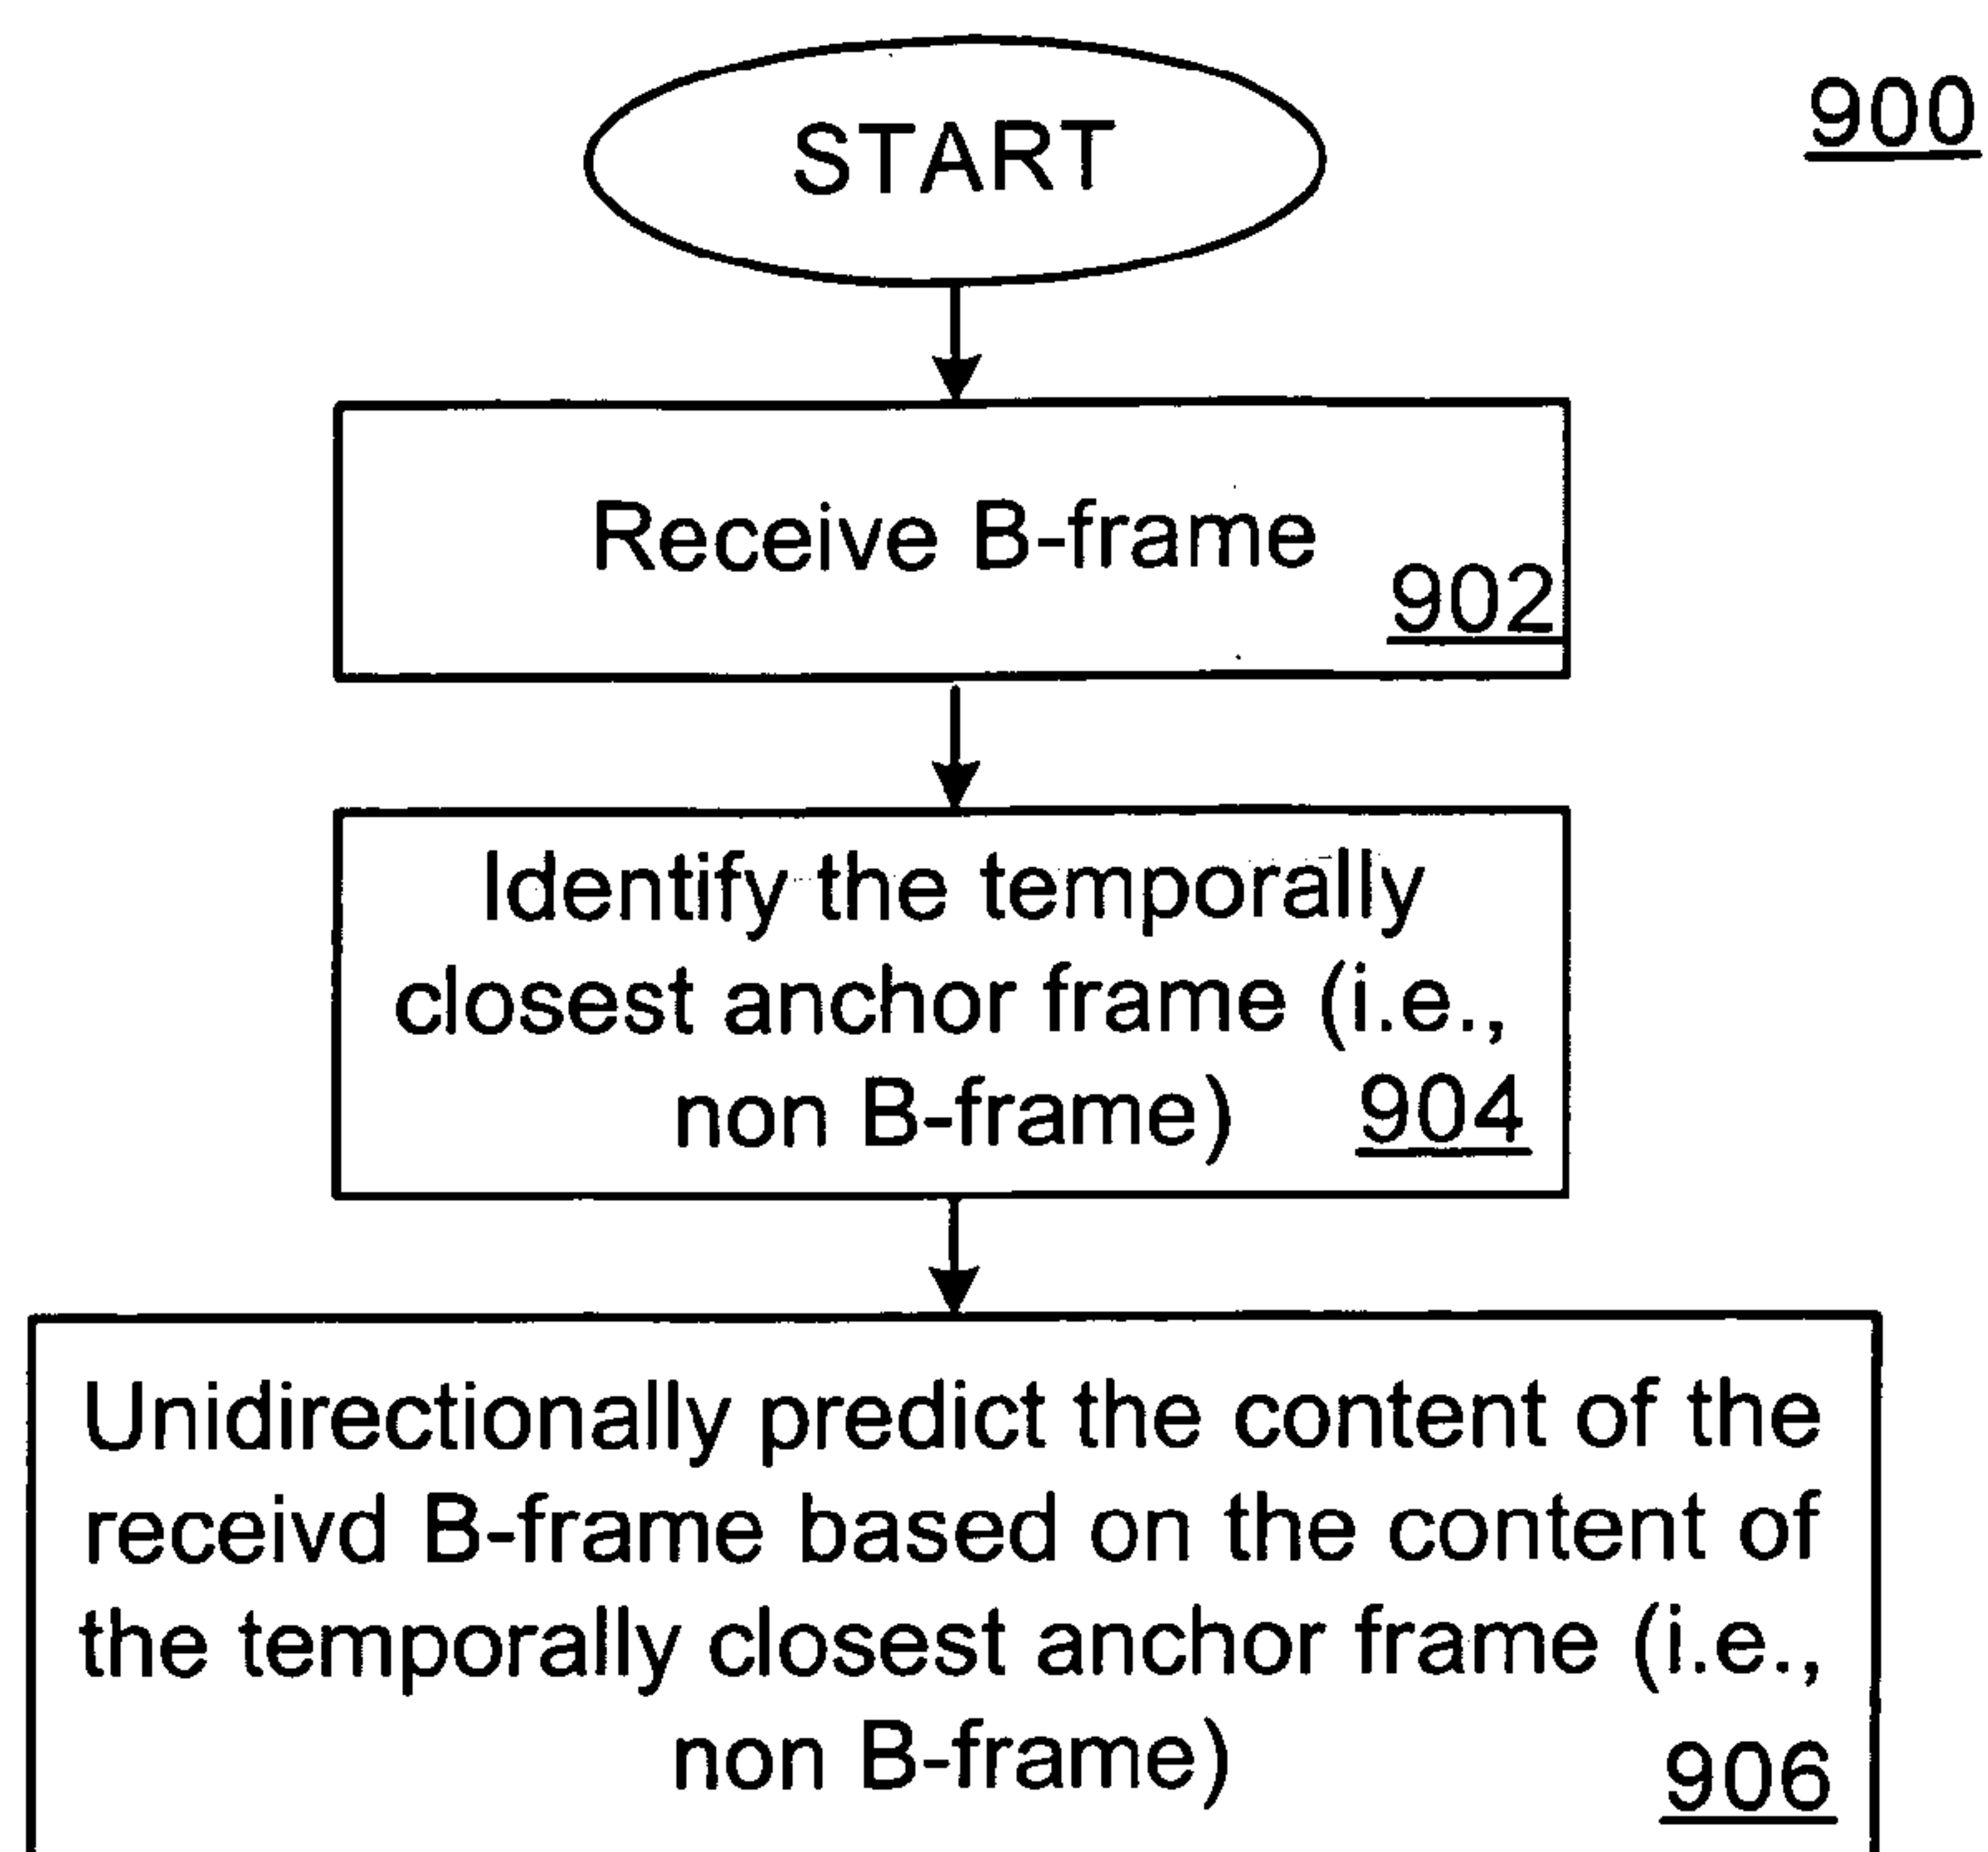 START
900
Receive B-frame
902
Identify the temporally
closest anchor frame (i.e.,
non B-frame)
904
Unidirectionally predict the content of the
receivd B-frame based on the content of
the temporally closest anchor frame (i.e.,
non B-frame)
906